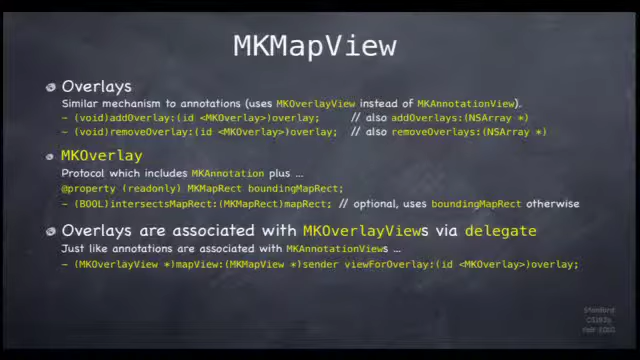 MKMapView
Overlays
Similar mechanism to annotations (uses MKOverlayView instead of MKAnnotationView).
- (void)addOverlay:(id <MKOverlay>)overlay; // also addOverlays:(NSArray *)
- (void)removeOverlay:(id <MKOverlay>)overlay; // also removeOverlays:(NSArray *)
MKOverlay
Protocol which includes MKAnnotation plus ...
@property (readonly) MKMapRect boundingMapRect;
- (BOOL)intersectsMapRect:(MKMapRect)mapRect; // optional, uses boundingMapRect otherwise
Overlays are associated with MKOverlayViews via delegate
Just like annotations are associated with MKAnnotationViews ...
- (MKOverlayView *)mapView:(MKMapView *)sender viewForOverlay:(id <MKOverlay>)overlay;
Stanford
CS193p
Fall 2010